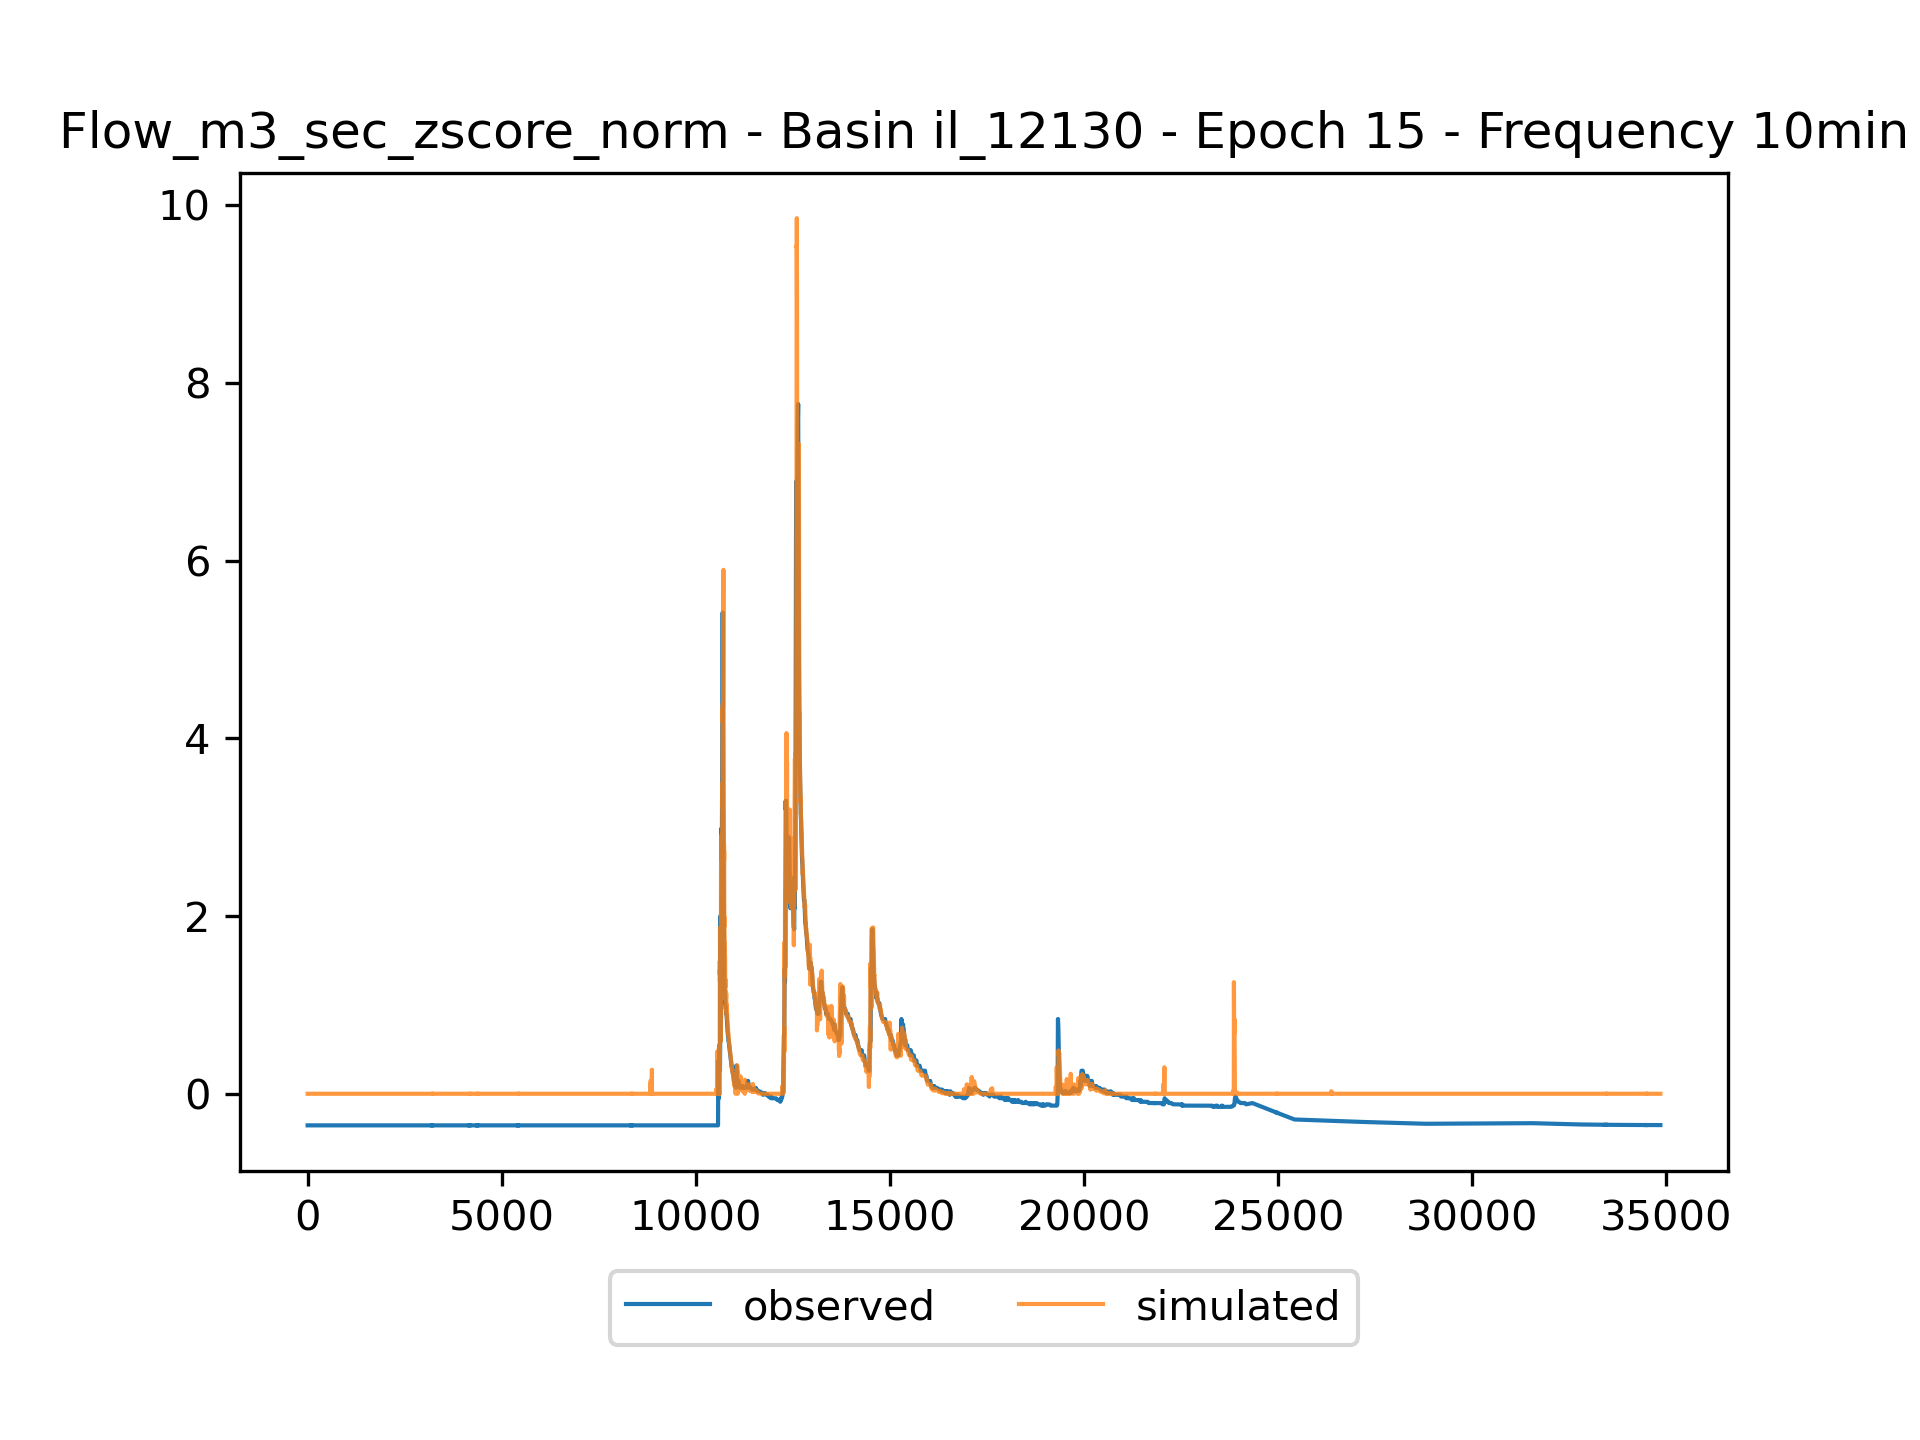 Flow_m3_sec_zscore_norm - Basin il_12130 - Epoch 15 - Frequency 10min
10
8
6
4
2
0
0 5000 10000 15000 20000 25000 30000 35000
observed simulated